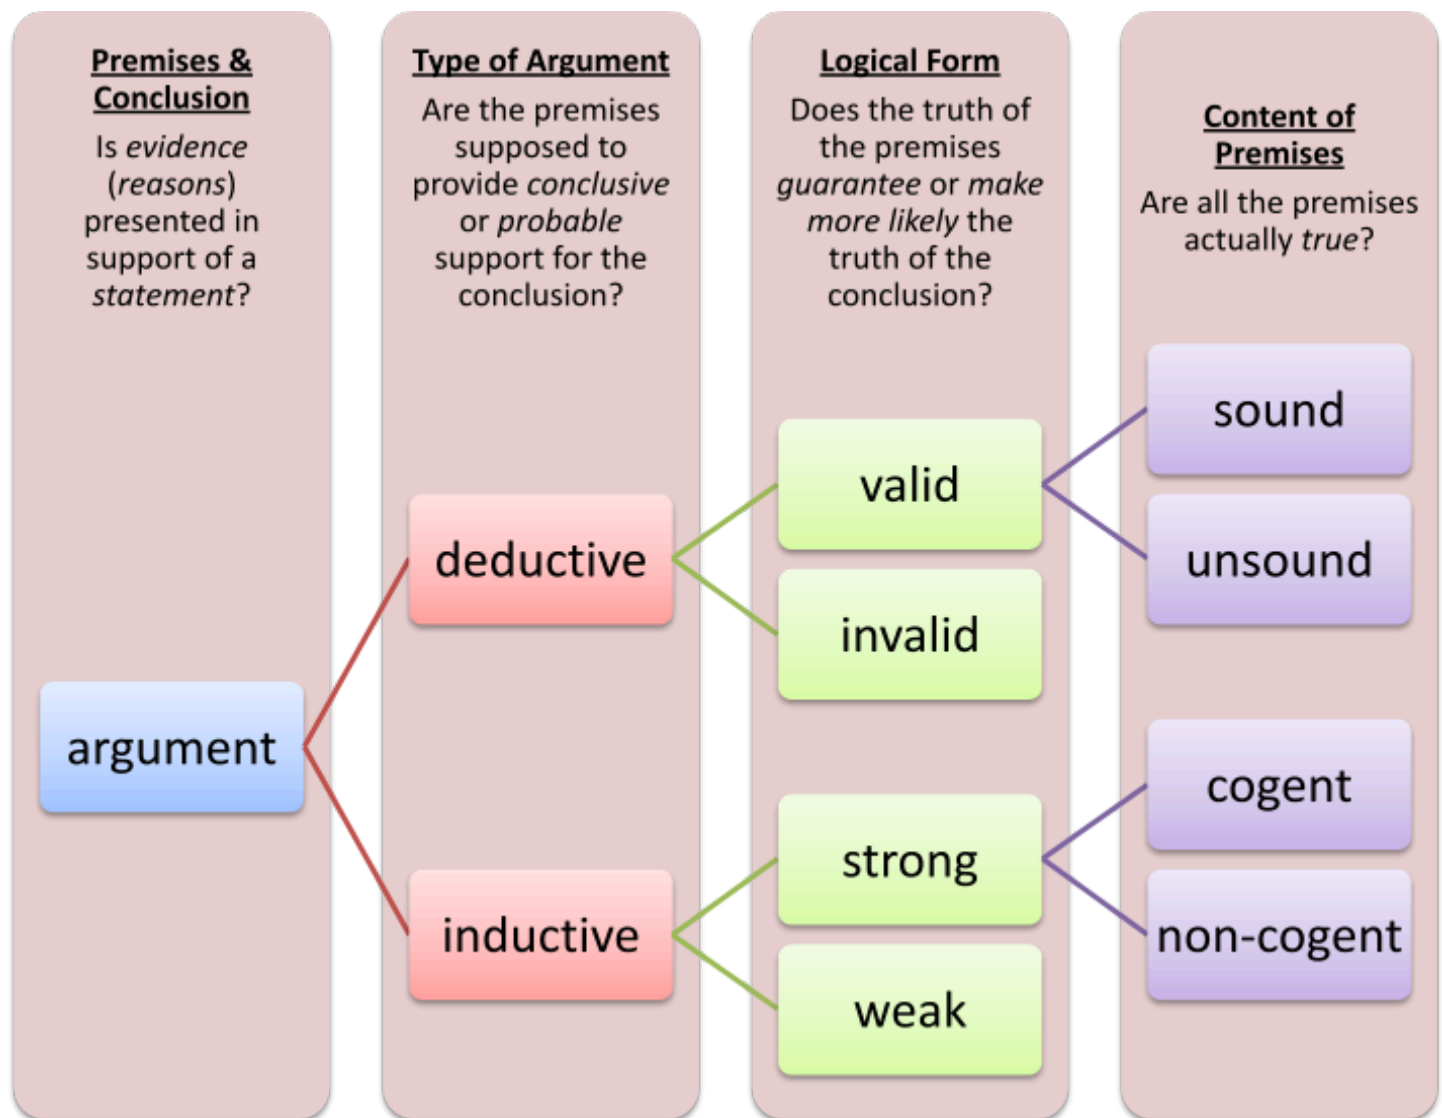 Premises &
Conclusion
Is evidence
(reasons)
presented in
support of a
statement?
argument
Type of Argument
Are the premises
supposed to
provide conclusive
or probable
support for the
conclusion?
deductive
inductive
Logical Form
Does the truth of
the premises
guarantee or make
more likely the
truth of the
conclusion?
valid
invalid
strong
weak
Content of
Premises
Are all the premises
actually true?
sound
unsound
cogent
non-cogent